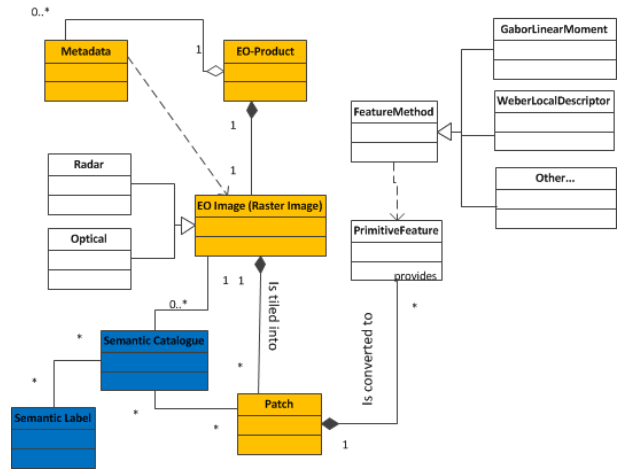 0..*
Metadata
1
EO-Product
GaborLinearMoment
1
FeatureMethod
WeberLocalDescriptor
Radar
1
Other...
EO Image (Raster Image)
Optical
PrimitiveFeature
1 1
provides
0..*
Is tiled into
*
Semantic Catalogue
*
Is converted to
*
*
Semantic Label
*
*
Patch
1